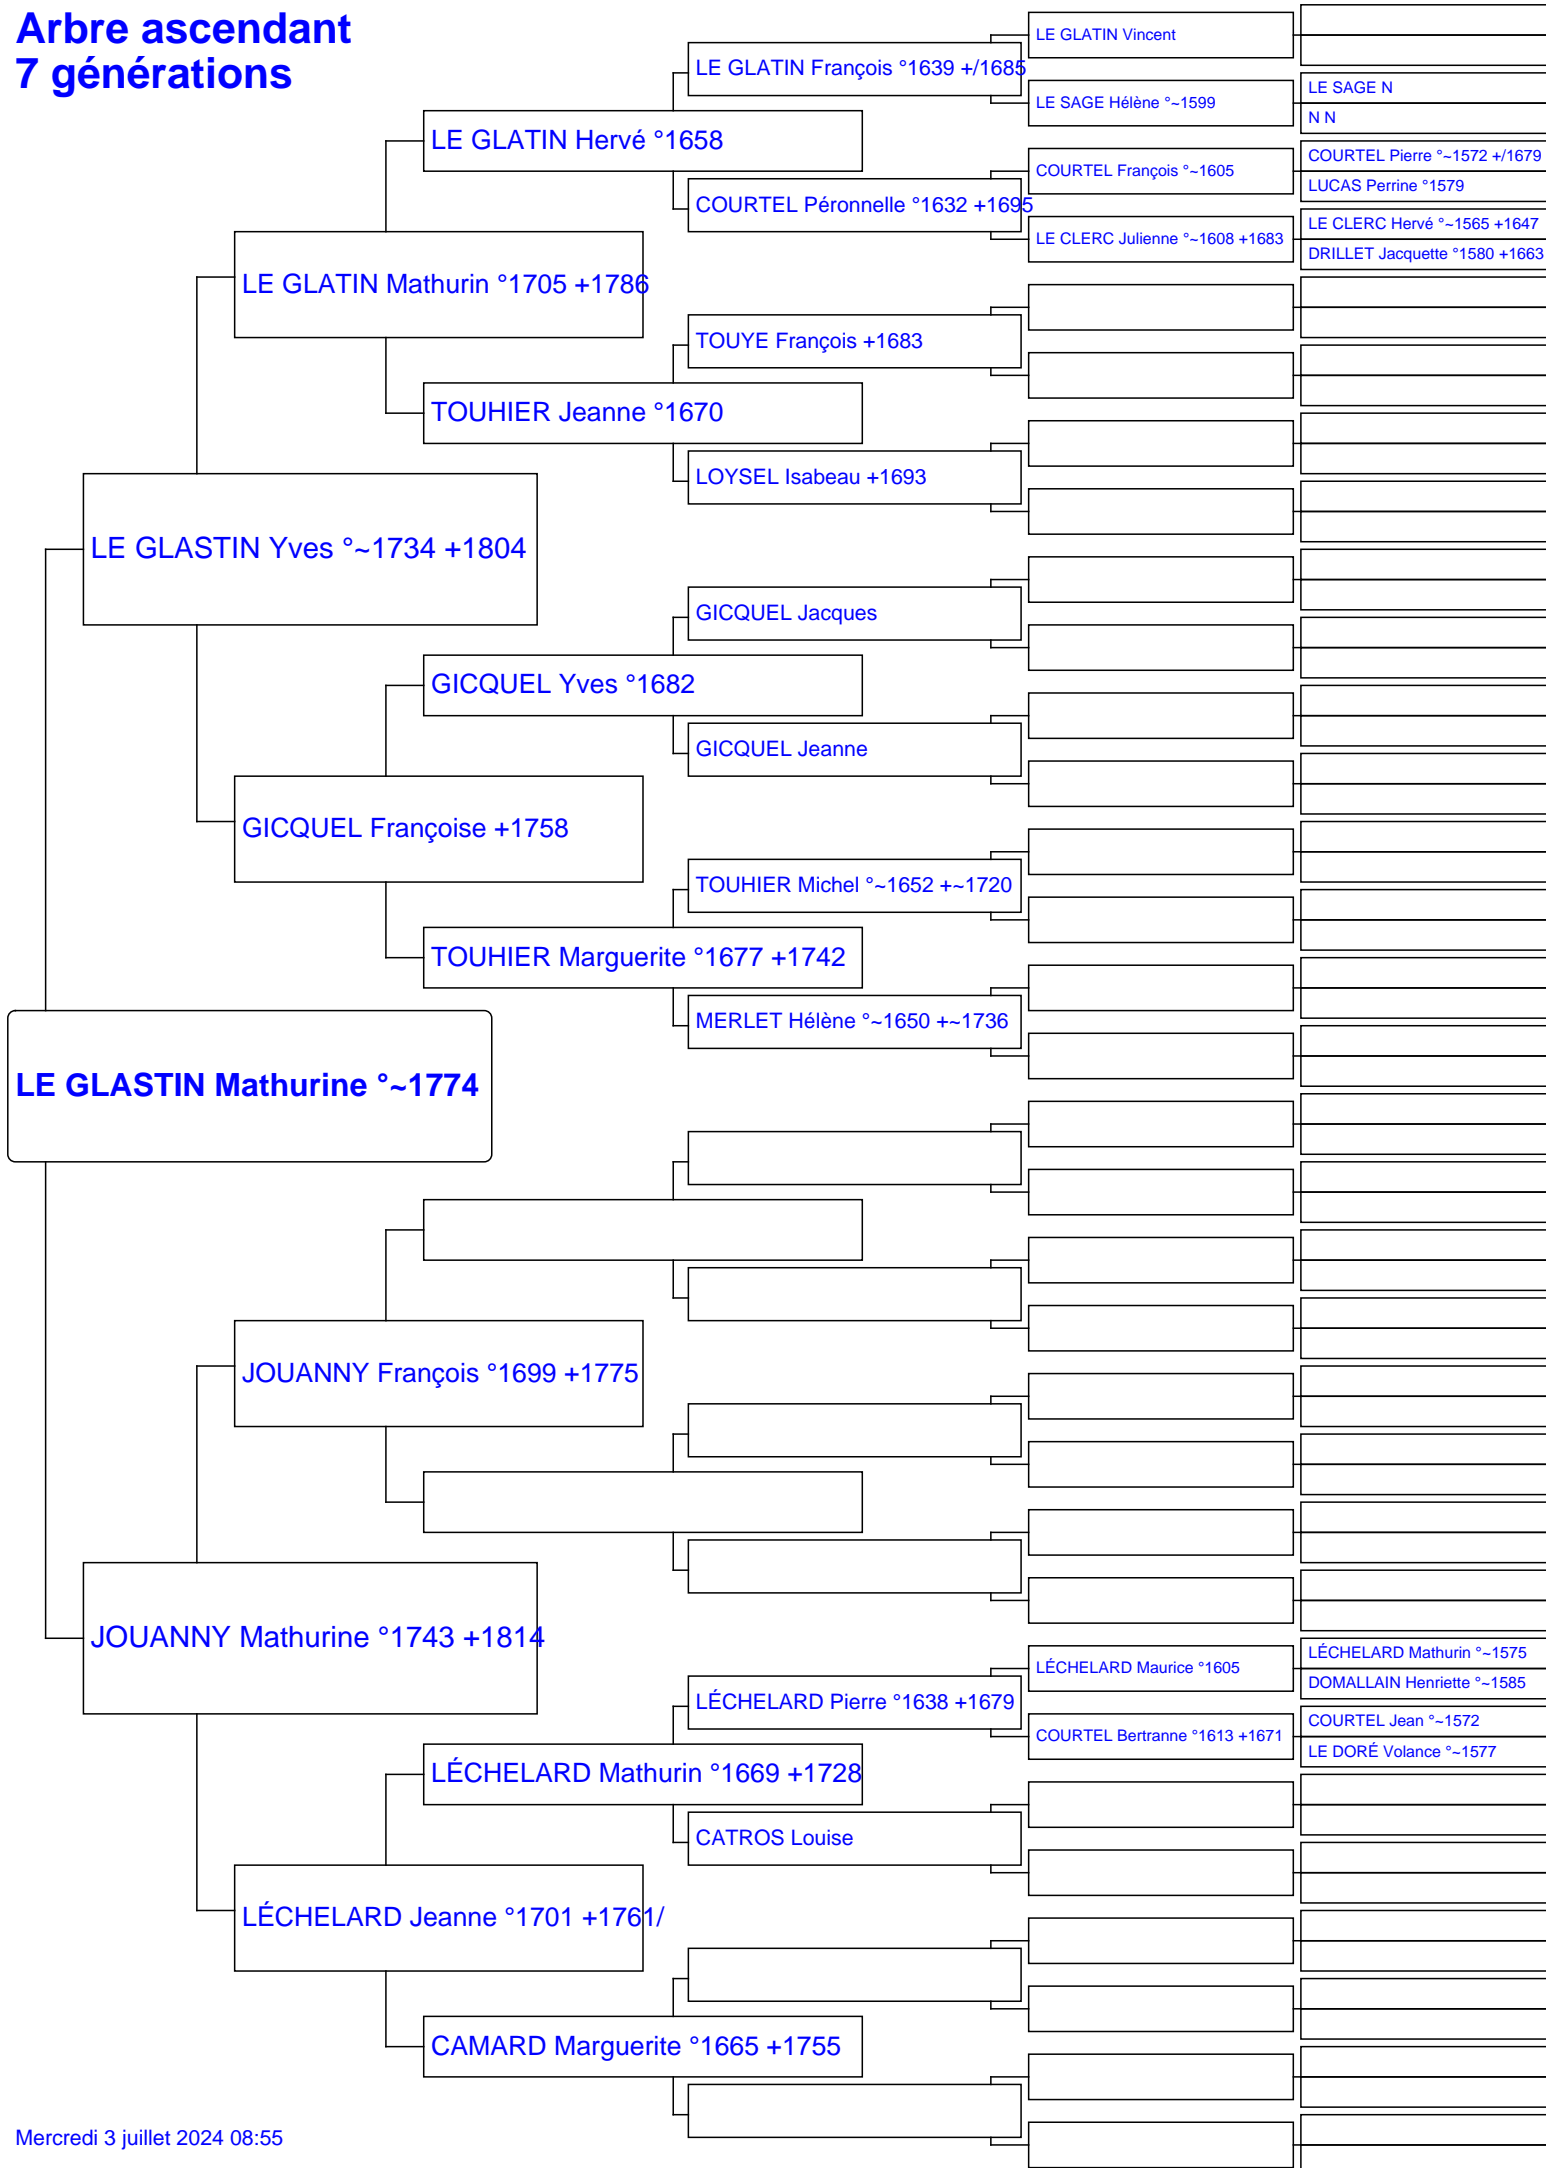 Arbre ascendant
7 générations
LE GLASTIN Mathurine °~1774
LE GLASTIN Yves °~1734 +1804
JOUANNY Mathurine °1743 +1814
LE GLATIN Mathurin °1705 +1786
GICQUEL Françoise +1758
JOUANNY François °1699 +1775
LÉCHELARD Jeanne °1701 +1761/
LE GLATIN Hervé °1658
TOUHIER Jeanne °1670
GICQUEL Yves °1682
TOUHIER Marguerite °1677 +1742
LÉCHELARD Mathurin °1669 +1728
CAMARD Marguerite °1665 +1755
LE GLATIN François °1639 +/1685
COURTEL Péronnelle °1632 +1695
TOUYE François +1683
LOYSEL Isabeau +1693
GICQUEL Jacques
GICQUEL Jeanne
TOUHIER Michel °~1652 +~1720
MERLET Hélène °~1650 +~1736
LÉCHELARD Pierre °1638 +1679
CATROS Louise
LE GLATIN Vincent
LE SAGE Hélène °~1599
COURTEL François °~1605
LE CLERC Julienne °~1608 +1683
LÉCHELARD Maurice °1605
COURTEL Bertranne °1613 +1671
LE SAGE N
N N
COURTEL Pierre °~1572 +/1679
LUCAS Perrine °1579
LE CLERC Hervé °~1565 +1647
DRILLET Jacquette °1580 +1663
LÉCHELARD Mathurin °~1575
DOMALLAIN Henriette °~1585
COURTEL Jean °~1572
LE DORÉ Volance °~1577
Mercredi 3 juillet 2024 08:55